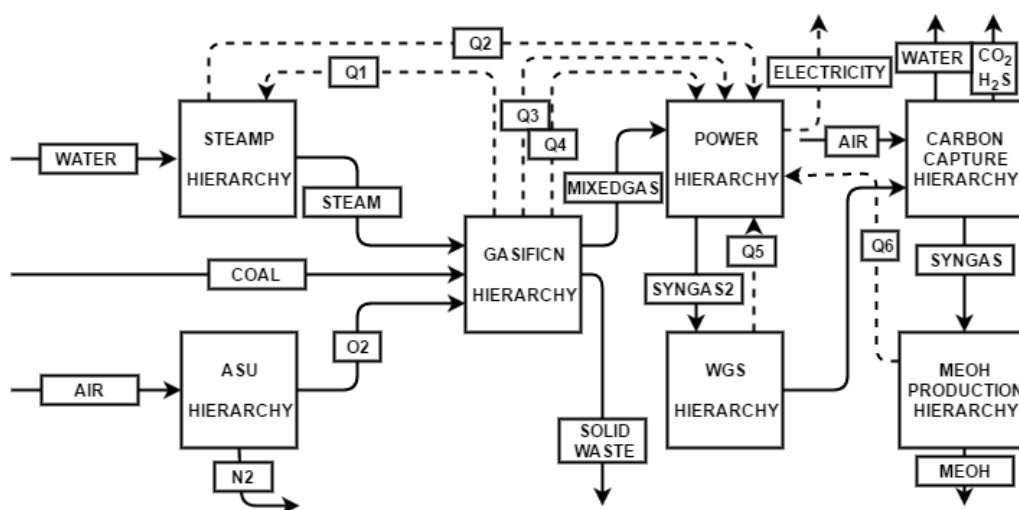 Q2
Q1
ELECTRICITY
WATER
CO2
H2S
Q3
Q4
STEAMP
HIERARCHY
POWER
HIERARCHY
AIR
CARBON
CAPTURE
HIERARCHY
WATER
MIXEDGAS
STEAM
GASIFICN
HIERARCHY
Q5
Q6
SYNGAS
COAL
SYNGAS2
O2
ASU
HIERARCHY
WGS
HIERARCHY
MEOH
PRODUCTION
HIERARCHY
AIR
SOLID
WASTE
N2
MEOH